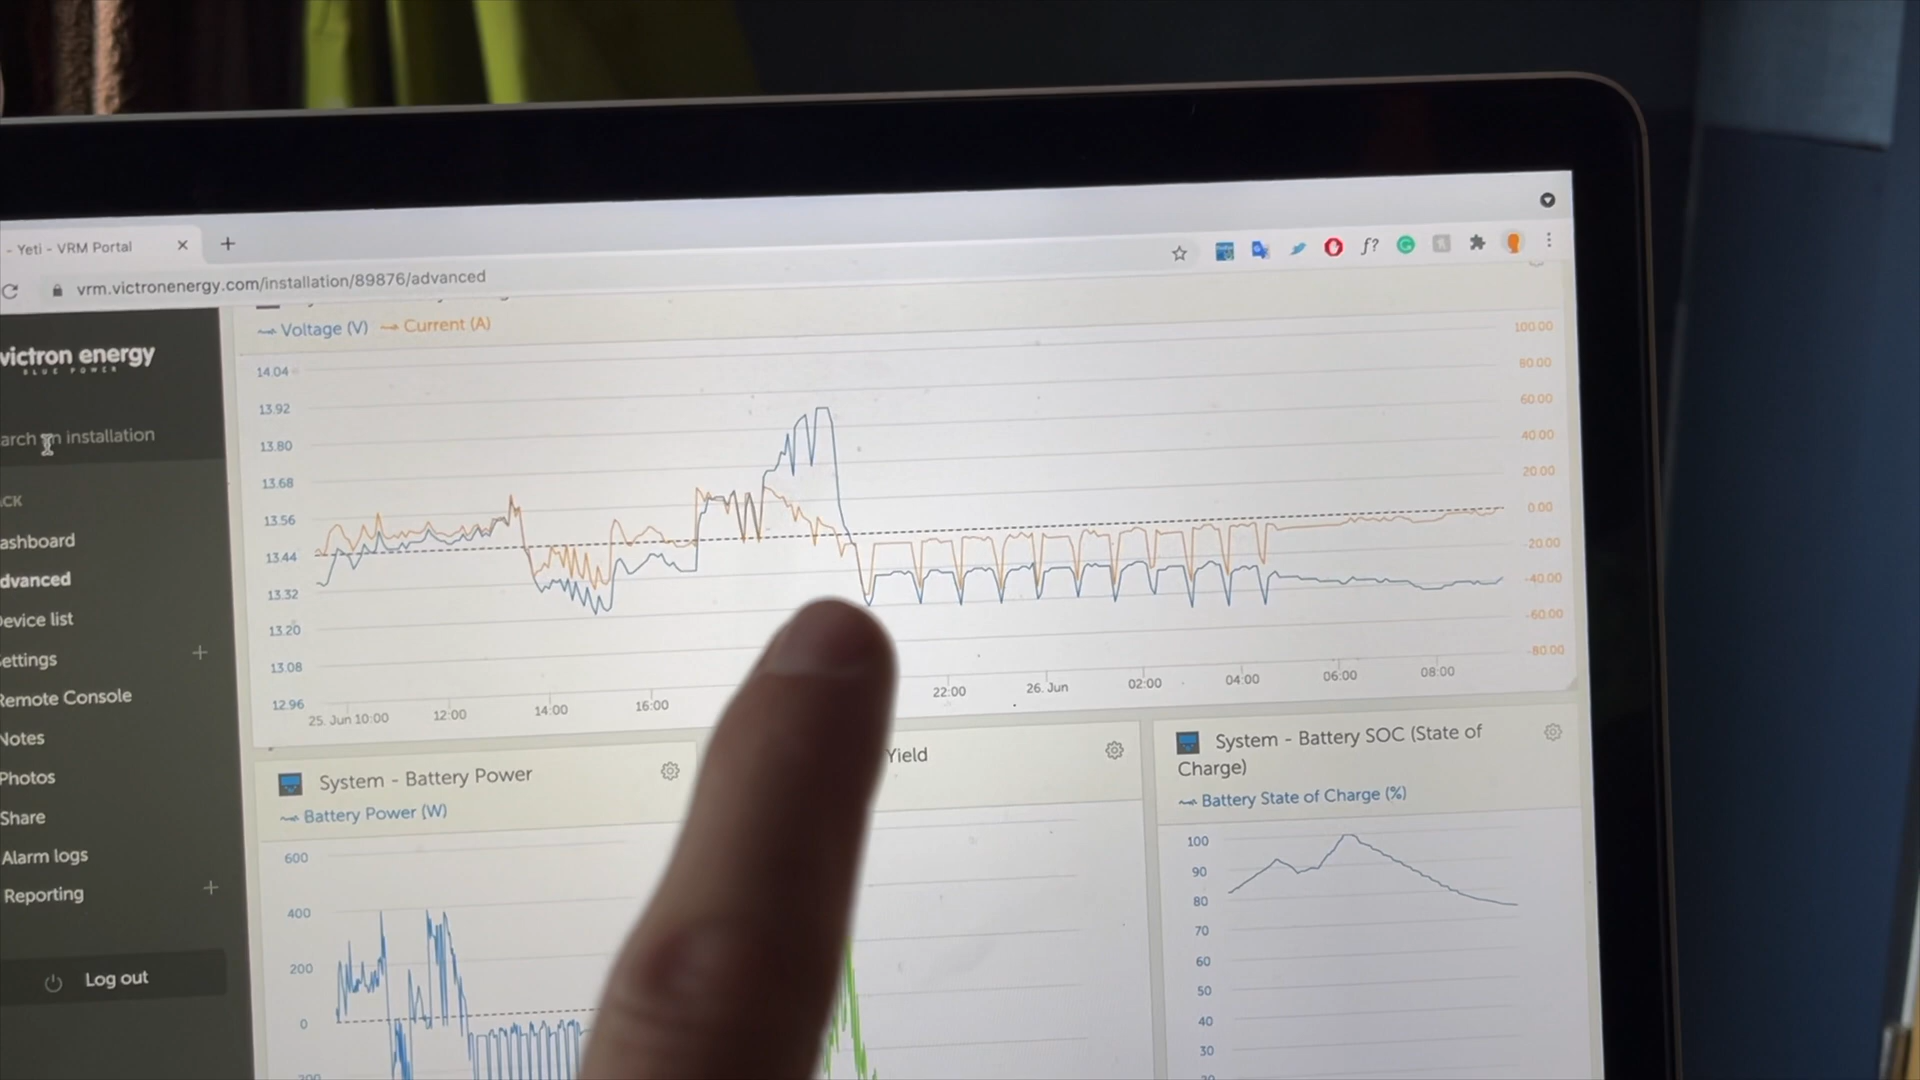 - Yeti - VRM Portal
vrm.victronenergy.com/installation/89876/advanced
f?
victron energy
BLUE POWER
arch an installation
CK
ashboard
dvanced
evice list
ettings
Remote Console
Notes
Photos
Share
Alarm logs
Reporting
Log out
Voltage (V) Current (A)
14.04
13.92
13.80
13.68
13.56
13.44
13.32
13.20
13.08
12.96
100.00
80.00
60.00
40.00
20.00
0.00
-20.00
-40.00
-60.00
-80.00
25. Jun 10:00 12:00 14:00 16:00 22:00 26. Jun 02:00 04:00 06:00 08:00
System - Battery Power
Battery Power (W)
600
400
200
0
Yield
System - Battery SOC (State of
Charge)
Battery State of Charge (%)
100
90
80
70
60
50
40
30